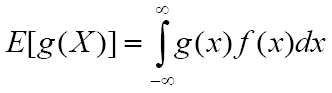 E[g(X)] = ∫_{-∞}^{∞} g(x) f(x) dx